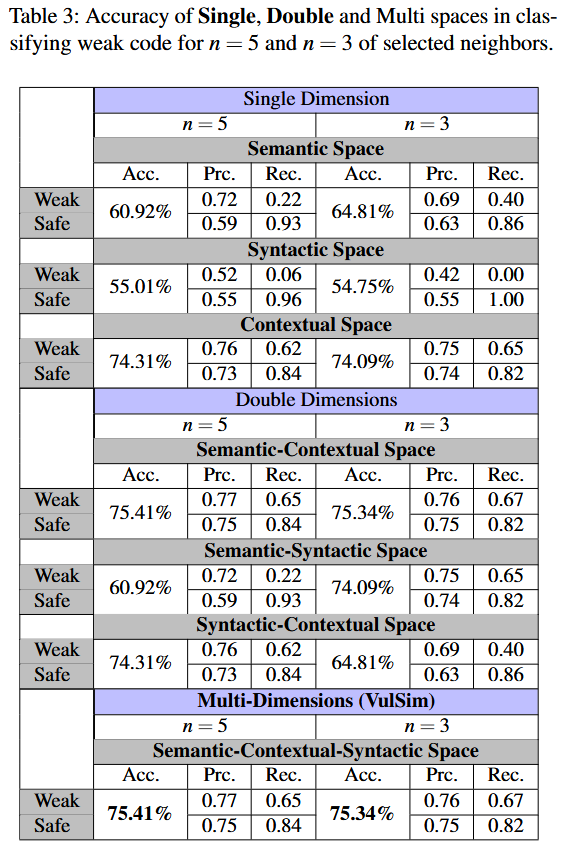 Table 3: Accuracy of Single, Double and Multi spaces in clas-
sifying weak code for n = 5 and n = 3 of selected neighbors.
Single Dimension
n = 5 n = 3
Semantic Space
Acc. Prc. Rec. Acc. Prc. Rec.
Weak 60.92% 0.72 0.22 64.81% 0.69 0.40
Safe 0.59 0.93 0.63 0.86
Syntactic Space
Weak 55.01% 0.52 0.06 54.75% 0.42 0.00
Safe 0.55 0.96 0.55 1.00
Contextual Space
Weak 74.31% 0.76 0.62 74.09% 0.75 0.65
Safe 0.73 0.84 0.74 0.82
Double Dimensions
n = 5 n = 3
Semantic-Contextual Space
Acc. Prc. Rec. Acc. Prc. Rec.
Weak 75.41% 0.77 0.65 75.34% 0.76 0.67
Safe 0.75 0.84 0.75 0.82
Semantic-Syntactic Space
Weak 60.92% 0.72 0.22 74.09% 0.75 0.65
Safe 0.59 0.93 0.74 0.82
Syntactic-Contextual Space
Weak 74.31% 0.76 0.62 64.81% 0.69 0.40
Safe 0.73 0.84 0.63 0.86
Multi-Dimensions (VulSim)
n = 5 n = 3
Semantic-Contextual-Syntactic Space
Acc. Prc. Rec. Acc. Prc. Rec.
Weak 75.41% 0.77 0.65 75.34% 0.76 0.67
Safe 0.75 0.84 0.75 0.82